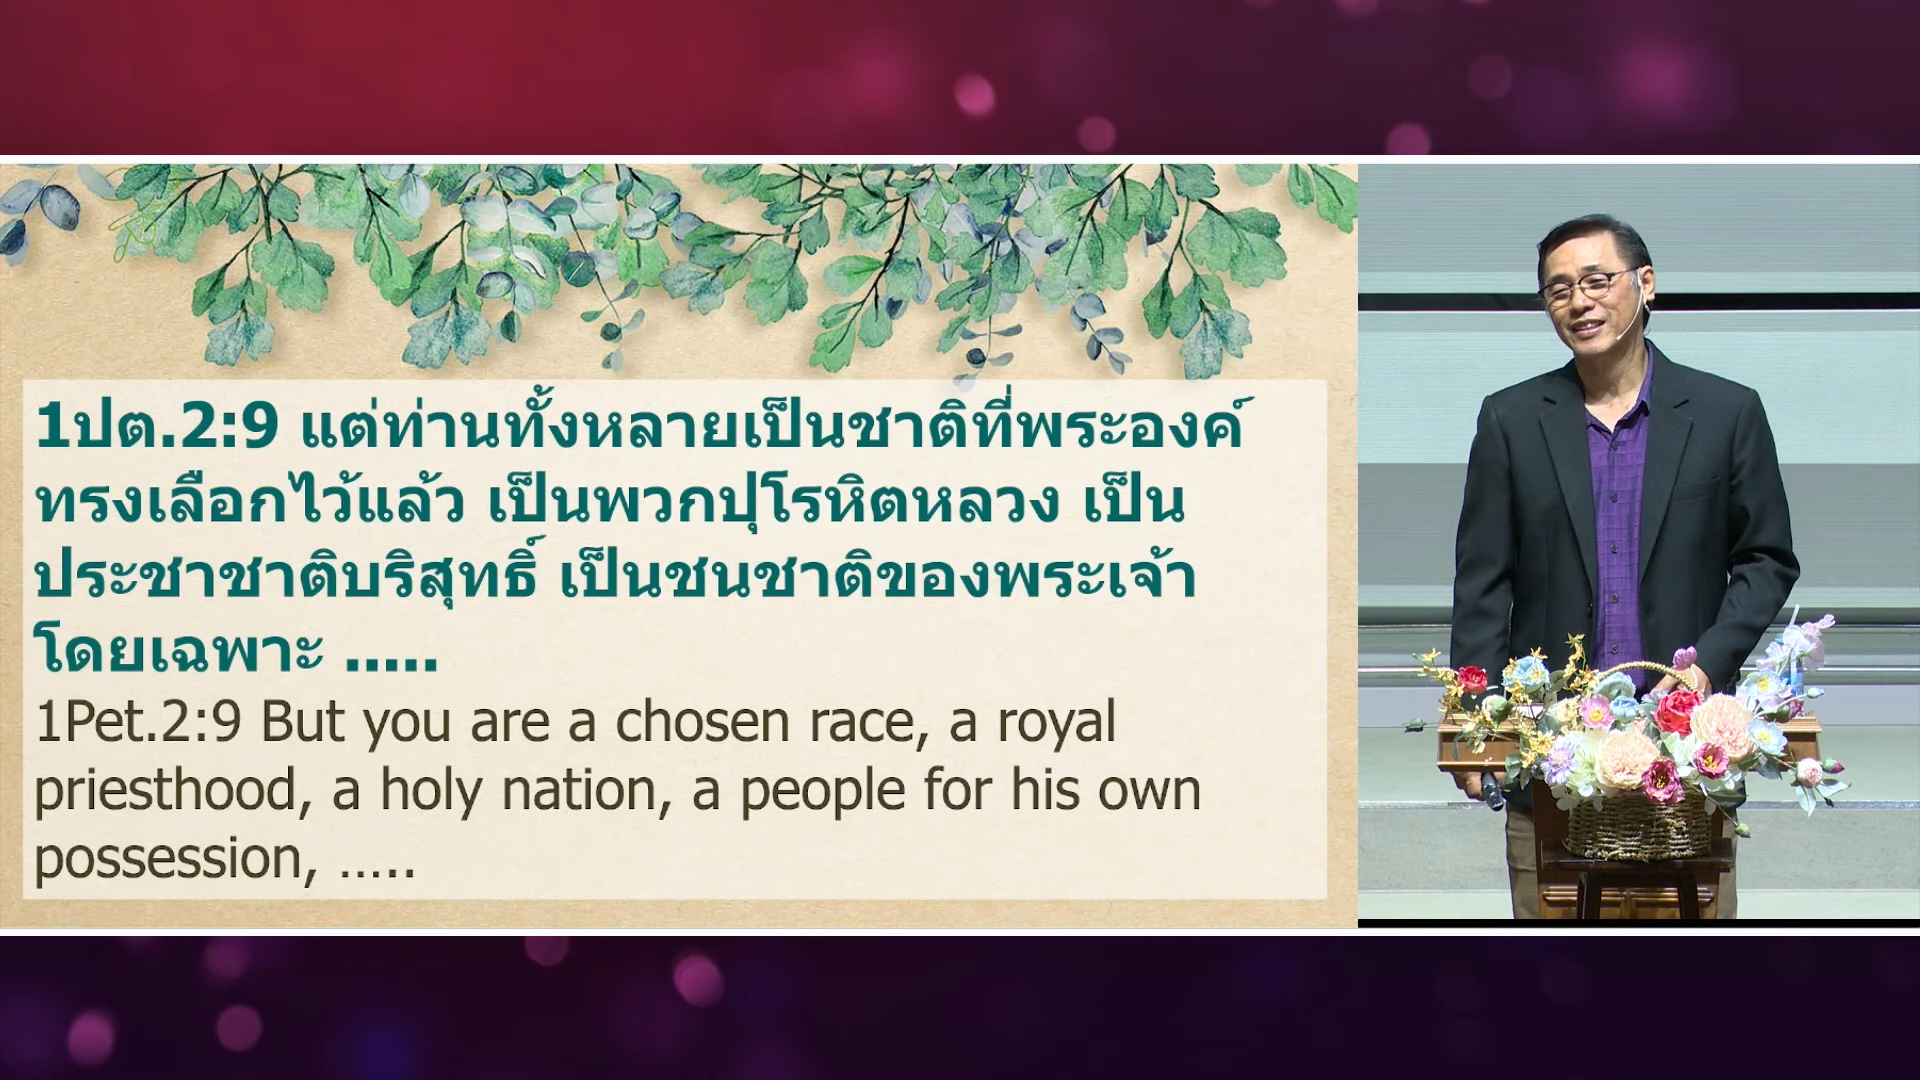 1ปต.2:9 แต่ท่านทั้งหลายเป็นชาติที่พระองค์
ทรงเลือกไว้แล้ว เป็นพวกปุโรหิตหลวง เป็น
ประชาชาติบริสุทธิ์ เป็นชนชาติของพระเจ้า
โดยเฉพาะ .....
1Pet.2:9 But you are a chosen race, a royal
priesthood, a holy nation, a people for his own
possession, .....